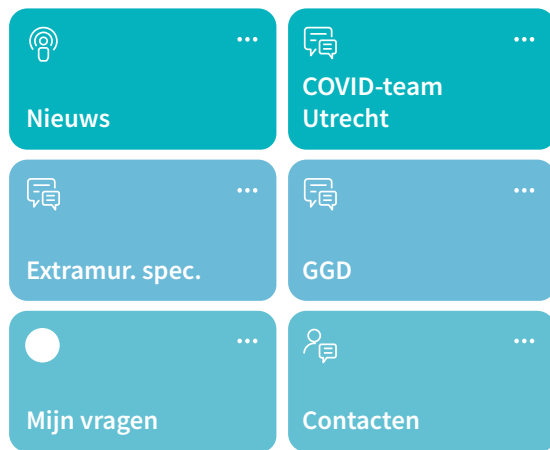 Nieuws
COVID-team
Utrecht
Extramur. spec.
GGD
Mijn vragen
Contacten